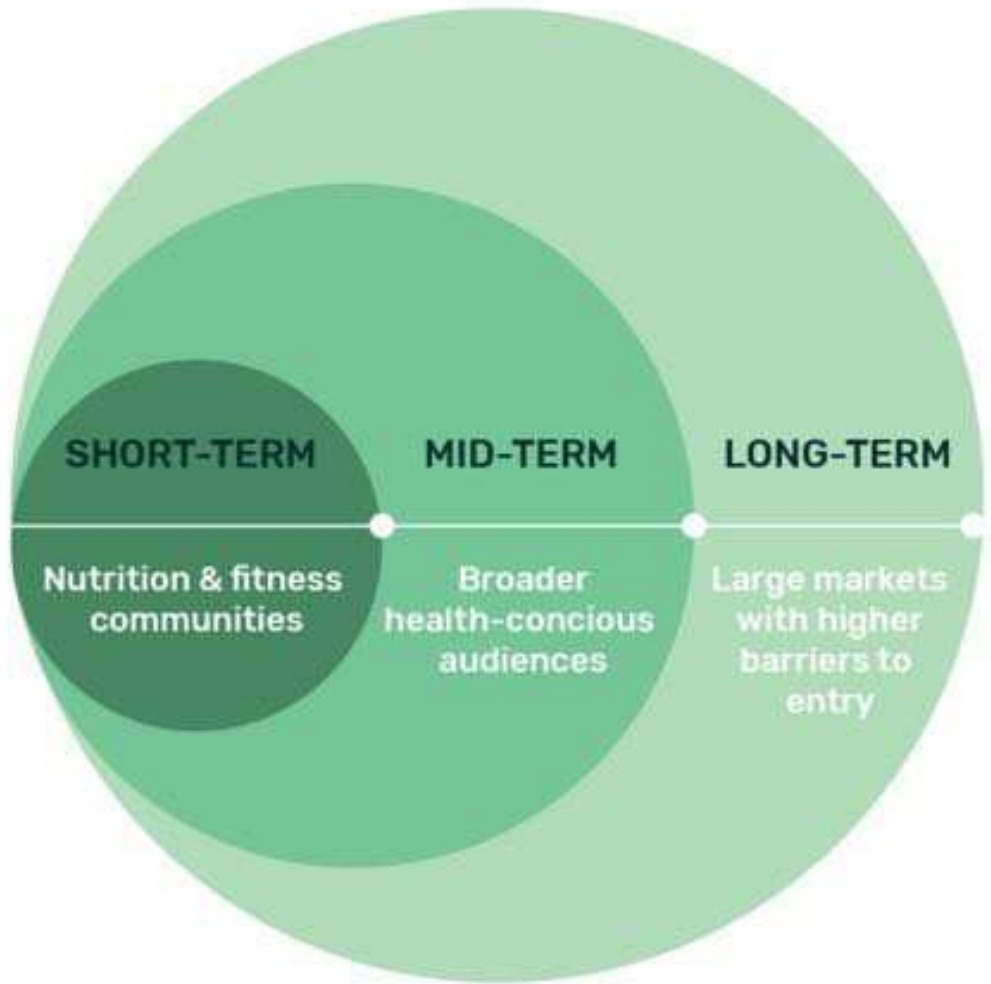 SHORT-TERM
Nutrition & fitness
communities
MID-TERM
Broader
health-concious
audiences
LONG-TERM
Large markets
with higher
barriers to
entry